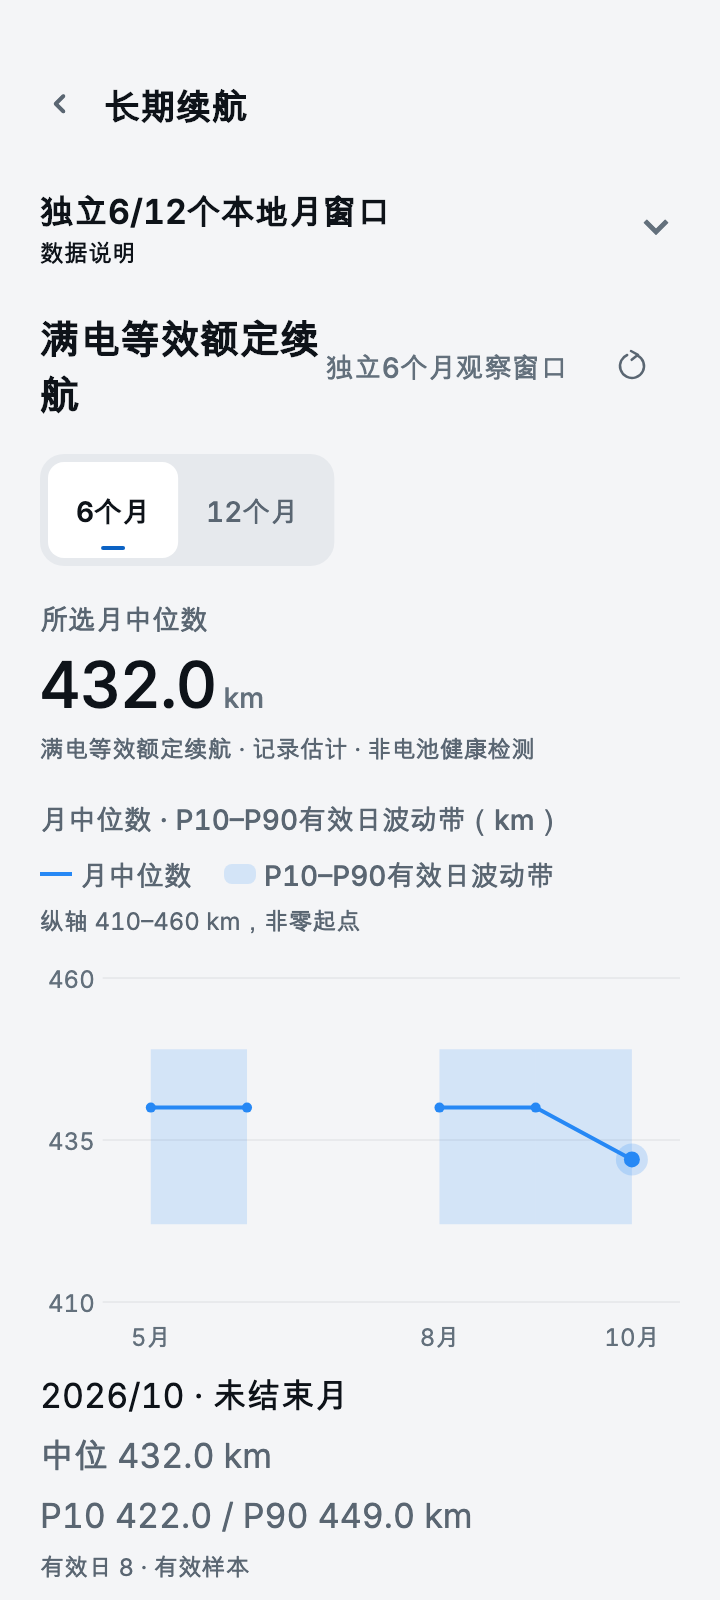 长期续航
独立6/12个本地月窗口
数据说明
满电等效额定续
航
独立6个月观察窗口
6个月
12个月
所选月中位数
432.0 km
满电等效额定续航 · 记录估计 · 非电池健康检测
月中位数 · P10–P90有效日波动带（km）
月中位数
P10–P90有效日波动带
纵轴 410–460 km，非零起点
460
435
410
5月
8月
10月
2026/10 · 未结束月
中位 432.0 km
P10 422.0 / P90 449.0 km
有效日 8 · 有效样本